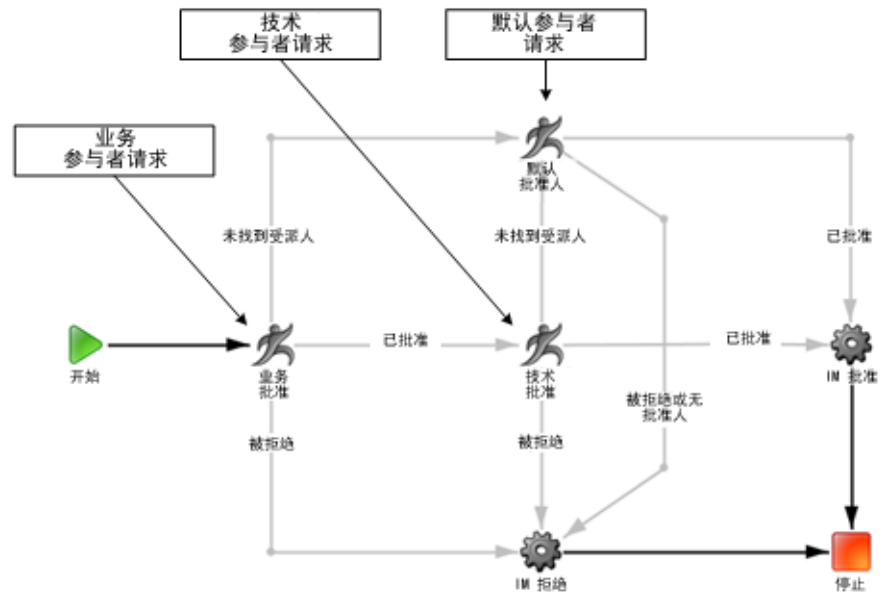 技术
参与者请求
默认参与者
请求
业务
参与者请求
默认
批准人
未找到受派人
未找到受派人
已批准
已批准
已批准
开始
业务
批准
技术
批准
IM 批准
被拒绝或无
批准人
被拒绝
被拒绝
IM 拒绝
停止